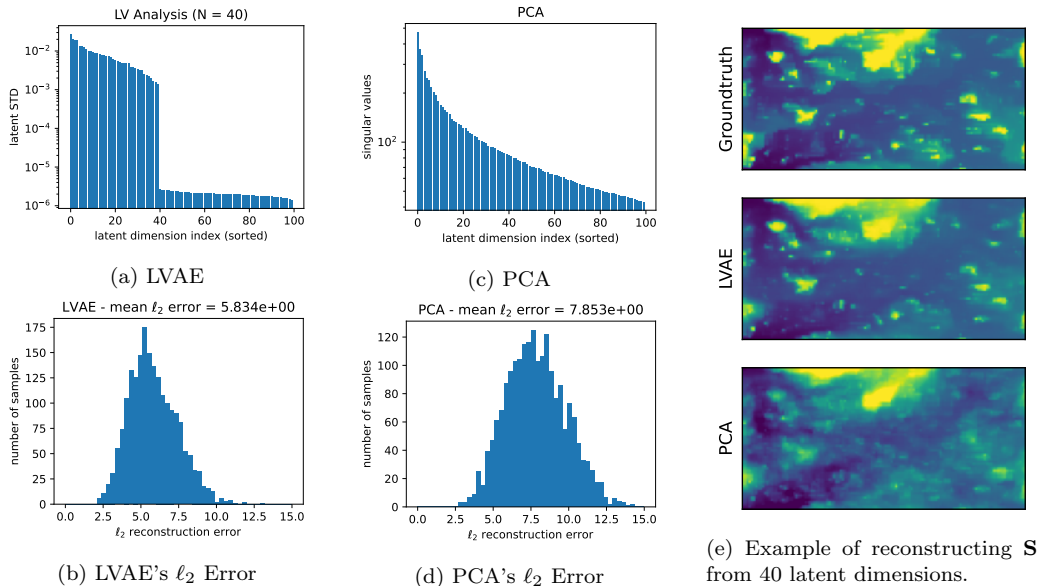 LV Analysis (N = 40)
latent STD
10⁻²
10⁻³
10⁻⁴
10⁻⁵
10⁻⁶
0 20 40 60 80 100
latent dimension index (sorted)
(a) LVAE
PCA
singular values
10²
0 20 40 60 80 100
latent dimension index (sorted)
(c) PCA
LVAE - mean ℓ₂ error = 5.834e+00
number of samples
175
150
125
100
75
50
25
0
0.0 2.5 5.0 7.5 10.0 12.5 15.0
ℓ₂ reconstruction error
(b) LVAE's ℓ₂ Error
PCA - mean ℓ₂ error = 7.853e+00
number of samples
120
100
80
60
40
20
0
0.0 2.5 5.0 7.5 10.0 12.5 15.0
ℓ₂ reconstruction error
(d) PCA's ℓ₂ Error
Groundtruth
LVAE
PCA
(e) Example of reconstructing S
from 40 latent dimensions.